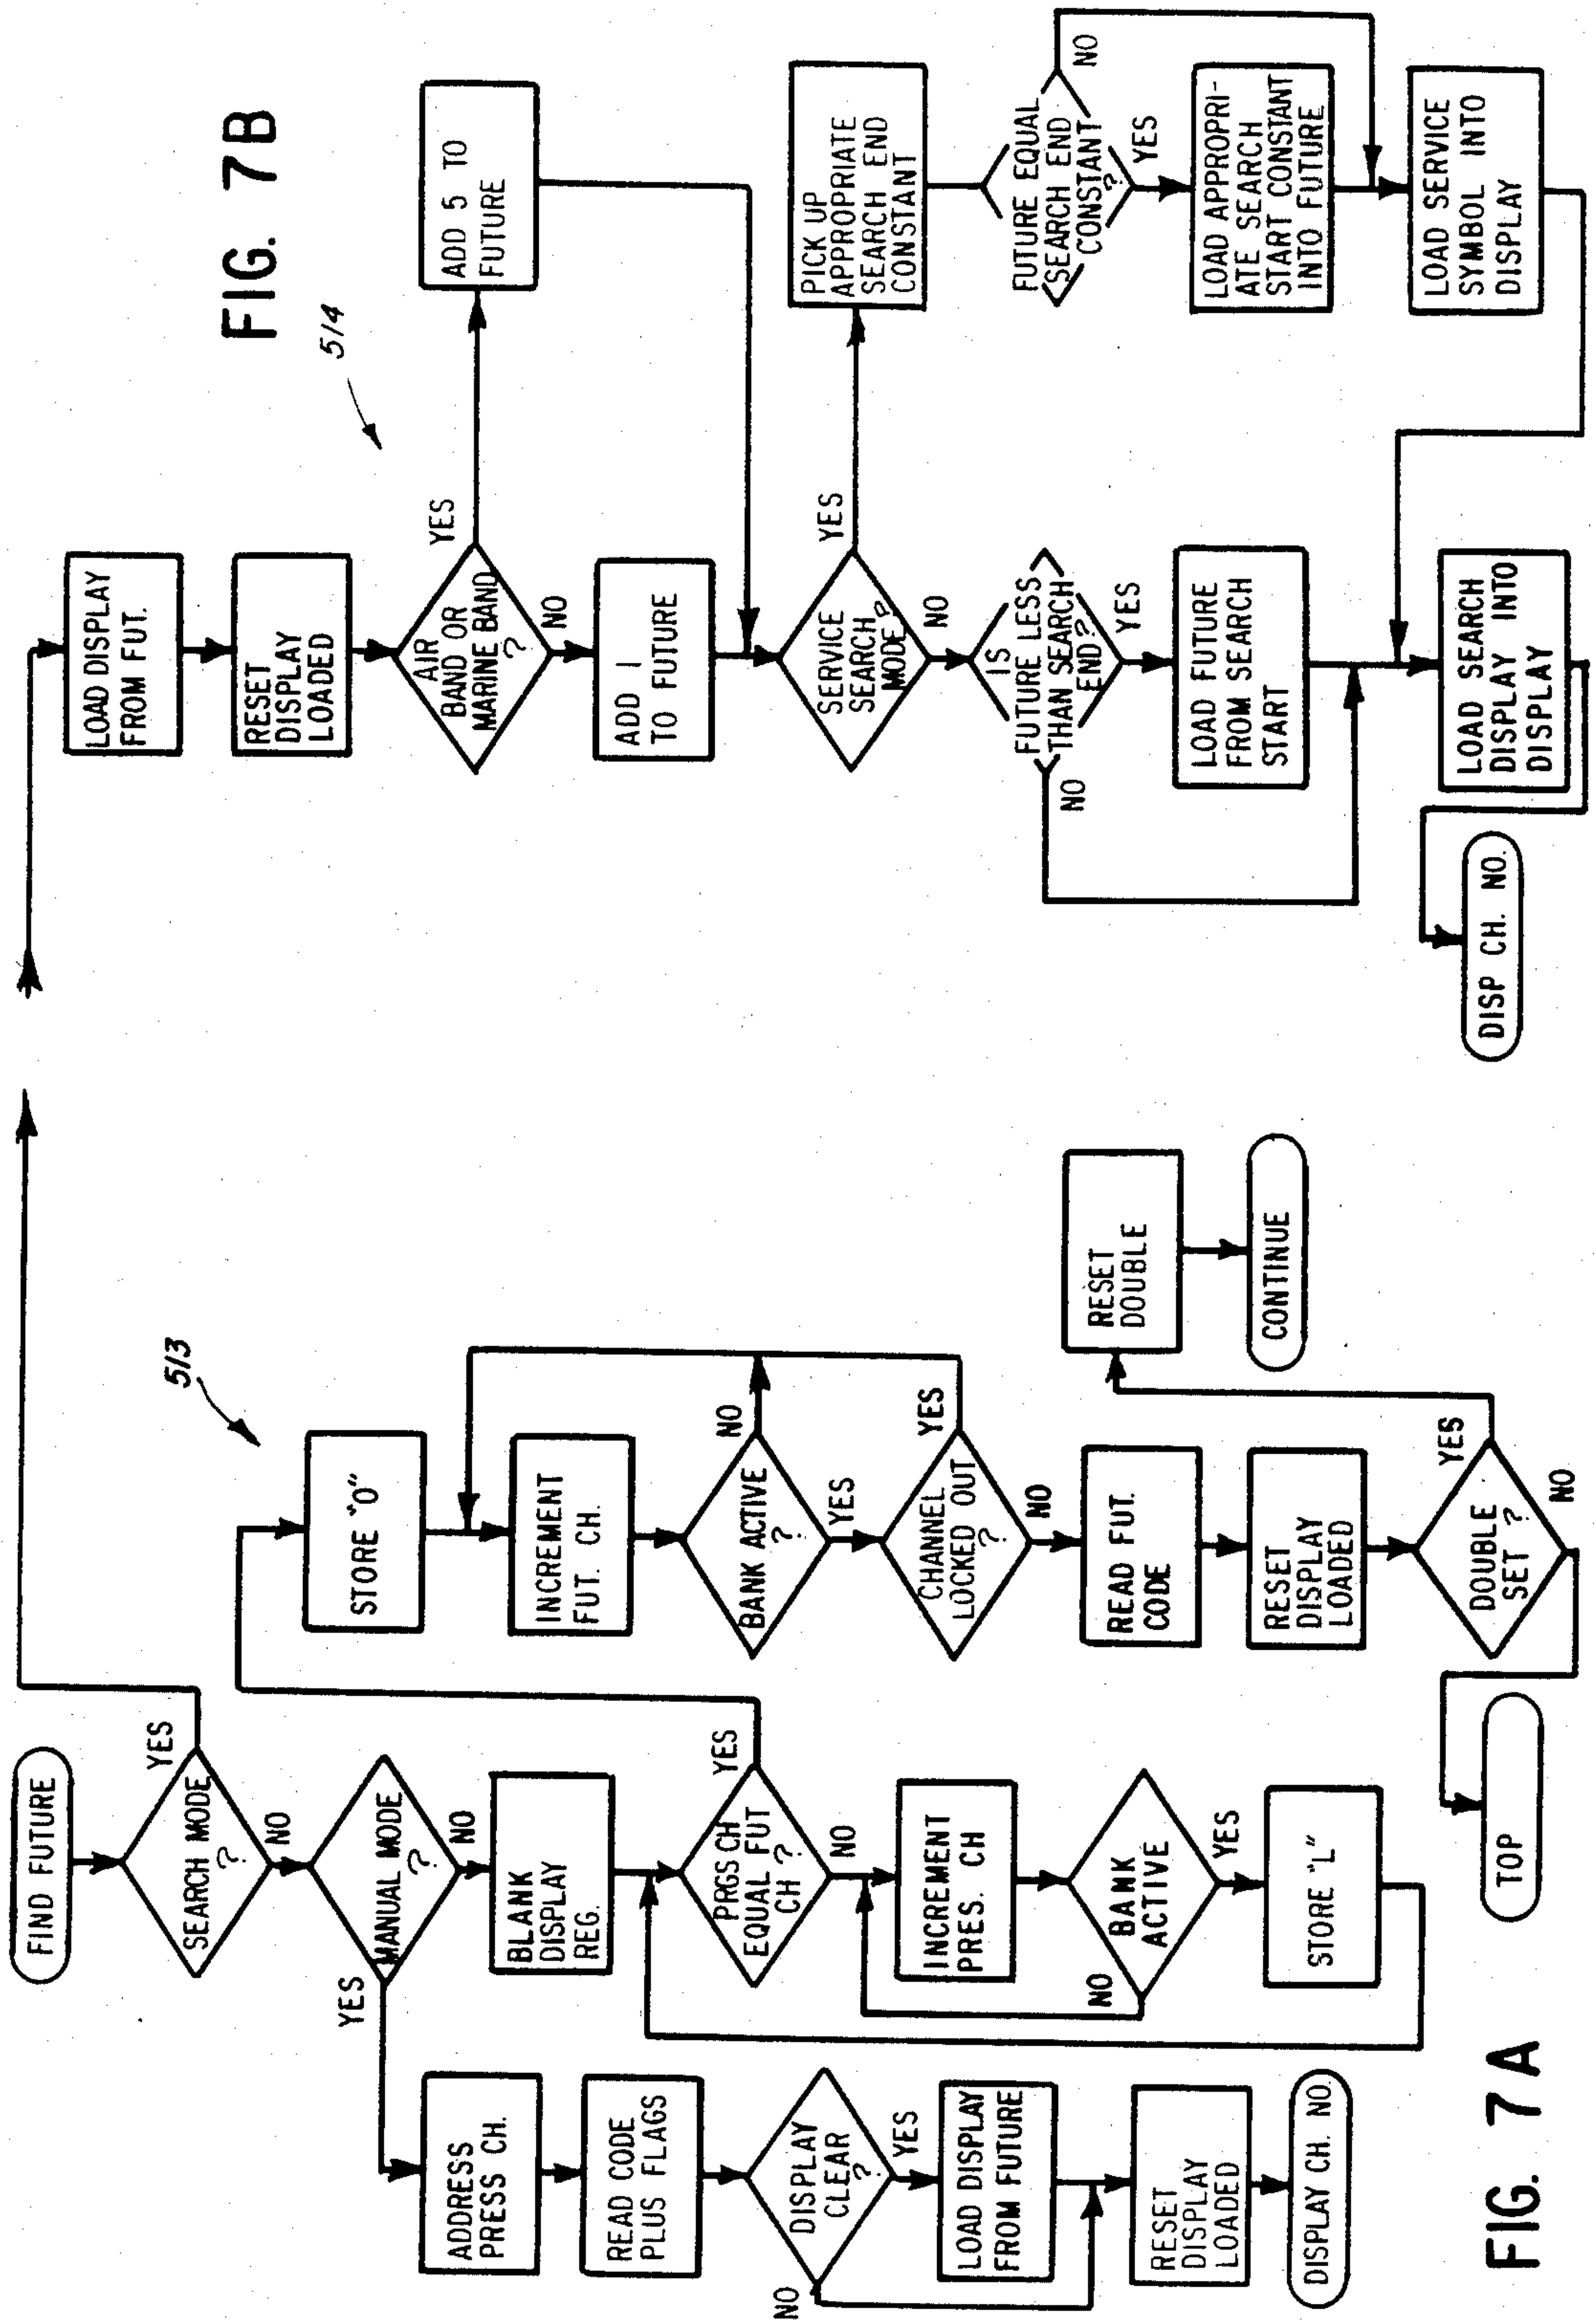 FIG. 7A
513
FIND FUTURE
SEARCH MODE
?
YES
NO
MANUAL MODE
?
YES
NO
ADDRESS
PRESS CH.
READ CODE
PLUS FLAGS
DISPLAY
CLEAR
?
YES
NO
LOAD DISPLAY
FROM FUTURE
RESET
DISPLAY
LOADED
DISPLAY CH. NO.
BLANK
DISPLAY
REG.
PRGS CH
EQUAL FUT
CH ?
YES
NO
INCREMENT
PRES. CH
BANK
ACTIVE
NO
YES
STORE "L"
STORE "O"
INCREMENT
FUT. CH.
BANK ACTIVE
?
NO
YES
CHANNEL
LOCKED OUT
?
YES
NO
READ FUT.
CODE
RESET
DISPLAY
LOADED
DOUBLE
SET ?
YES
NO
TOP
RESET
DOUBLE
CONTINUE
FIG. 7B
514
LOAD DISPLAY
FROM FUT.
RESET
DISPLAY
LOADED
AIR
BAND OR
MARINE BAND
?
YES
NO
ADD 5 TO
FUTURE
ADD 1
TO FUTURE
SERVICE
SEARCH
MODE ?
YES
NO
IS
FUTURE LESS
THAN SEARCH
END?
NO
YES
LOAD FUTURE
FROM SEARCH
START
PICK UP
APPROPRIATE
SEARCH END
CONSTANT
FUTURE EQUAL
SEARCH END
CONSTANT
?
NO
YES
LOAD APPROPRI-
ATE SEARCH
START CONSTANT
INTO FUTURE
LOAD SERVICE
SYMBOL INTO
DISPLAY
LOAD SEARCH
DISPLAY INTO
DISPLAY
DISP CH. NO.